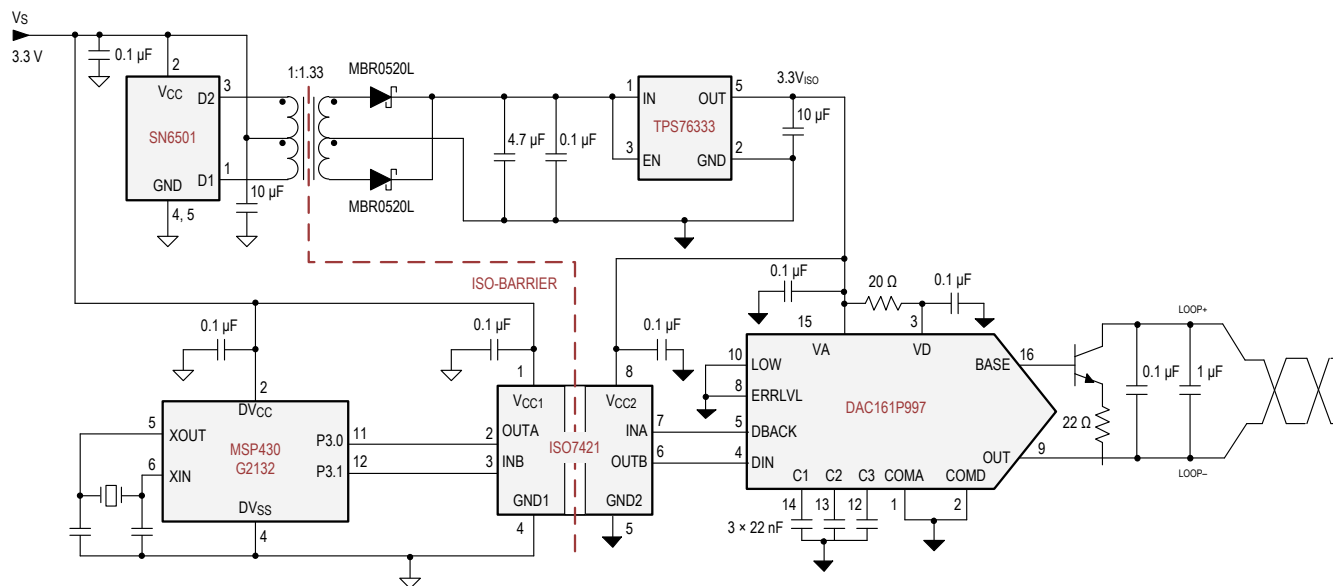 VS
3.3 V
0.1 µF
2
VCC
D2
3
SN6501
D1
1
GND
4, 5
10 µF
1:1.33
MBR0520L
MBR0520L
4.7 µF
0.1 µF
1
IN
OUT
5
TPS76333
3
EN
GND
2
3.3VISO
10 µF
ISO-BARRIER
0.1 µF
2
DVCC
5
XOUT
6
XIN
MSP430
G2132
P3.0
11
P3.1
12
DVSS
4
0.1 µF
1
VCC1
2
OUTA
3
INB
GND1
4
ISO7421
0.1 µF
8
VCC2
INA
7
OUTB
6
GND2
5
0.1 µF
20 Ω
0.1 µF
15
3
VA
VD
10
LOW
8
ERRLVL
5
DBACK
4
DIN
DAC161P997
BASE
16
OUT
9
C1
C2
C3
COMA
COMD
14
13
12
1
2
3 × 22 nF
22 Ω
0.1 µF
1 µF
LOOP+
LOOP–